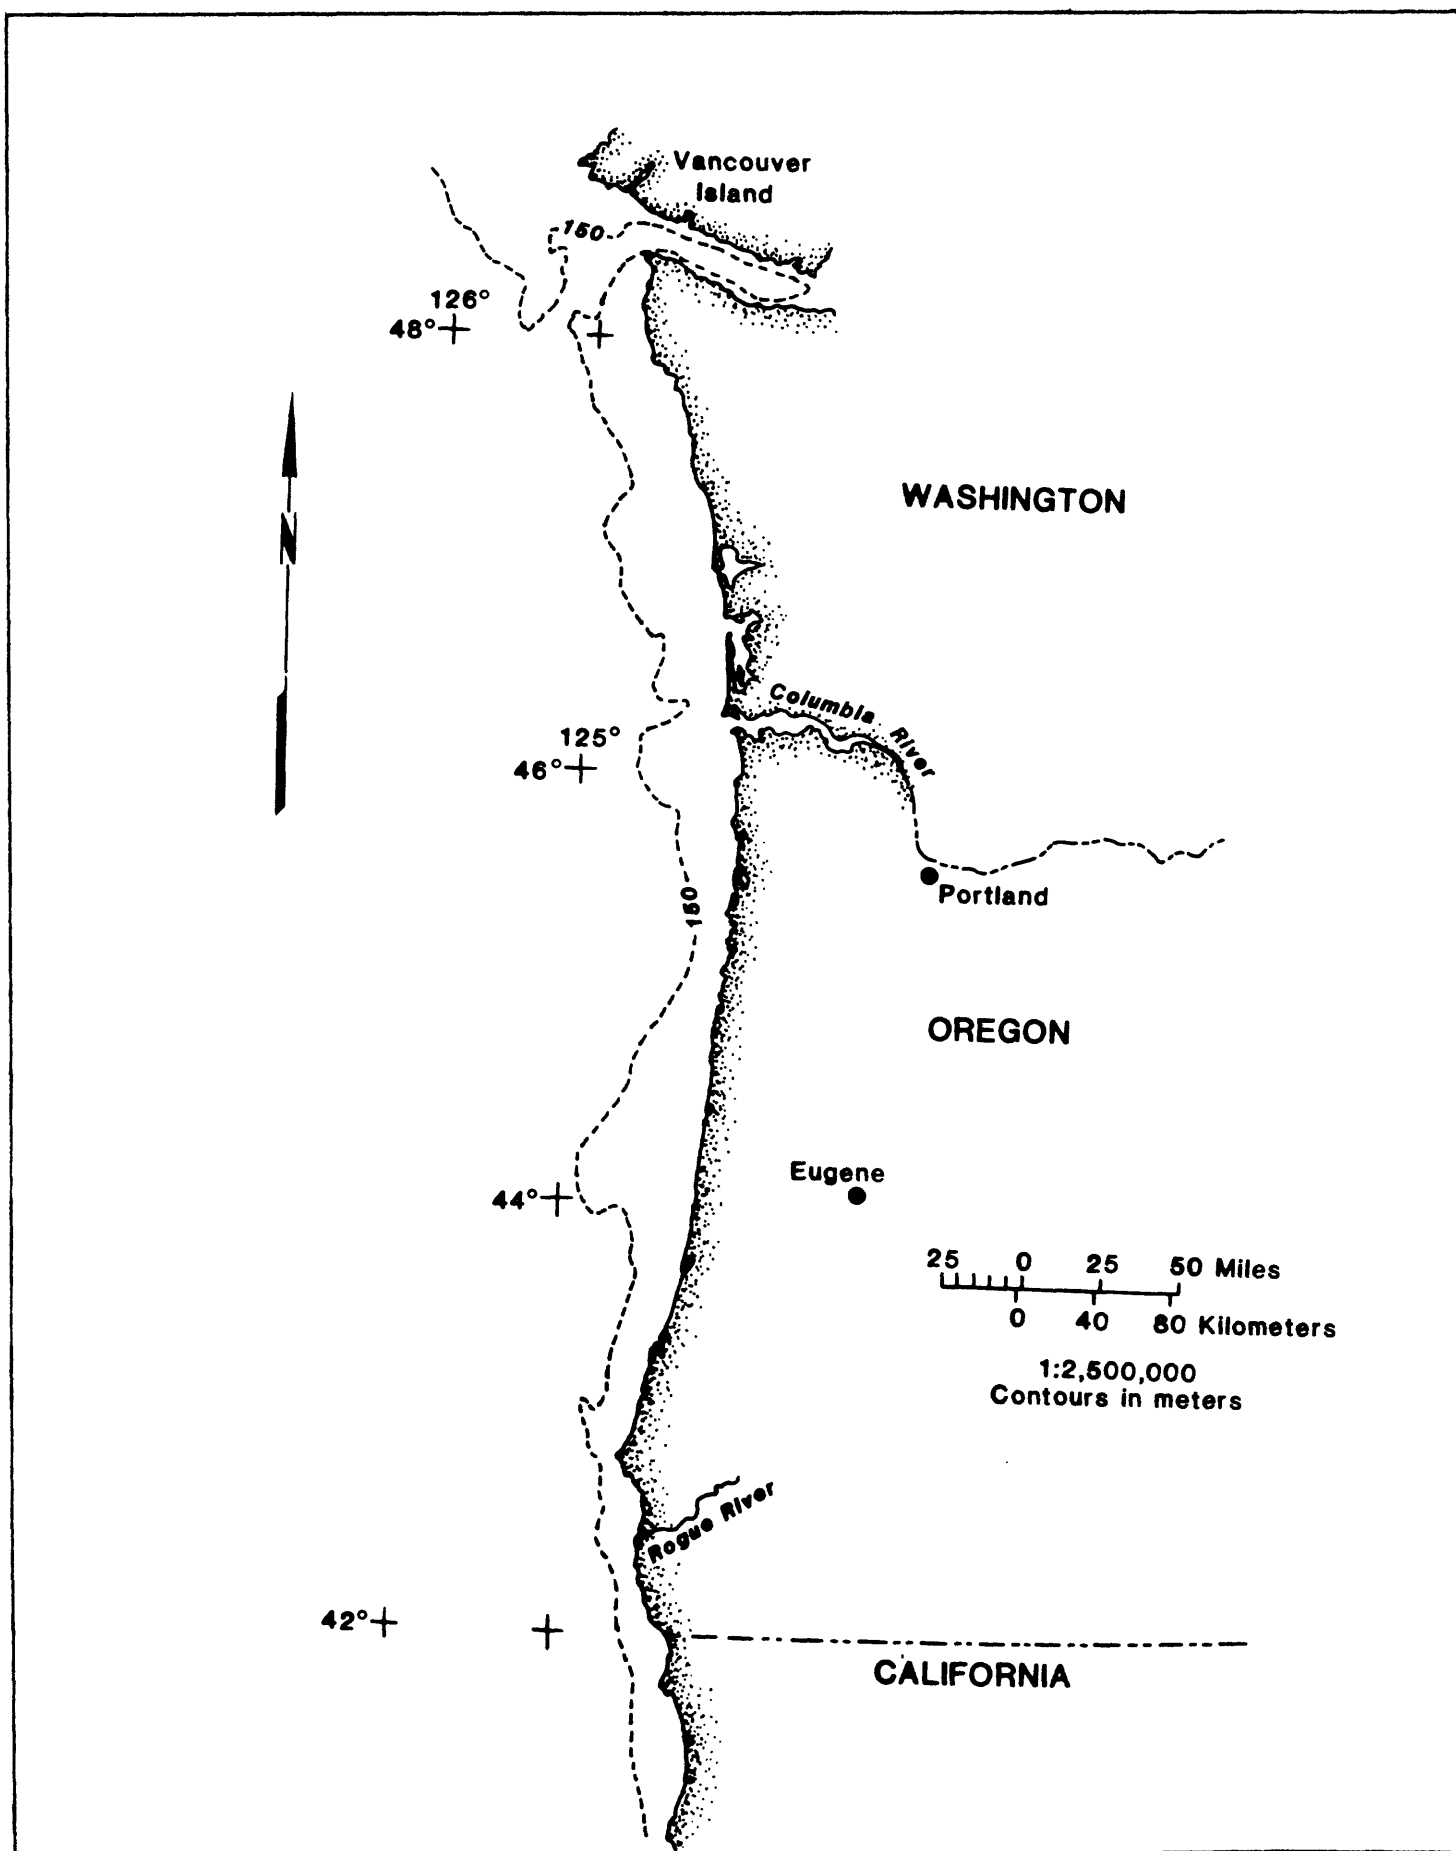 Vancouver
Island
150
126°
48°
N
WASHINGTON
Columbia River
125°
46°
150
Portland
OREGON
Eugene
44°
25 0 25 50 Miles
0 40 80 Kilometers
1:2,500,000
Contours in meters
Rogue River
42°
CALIFORNIA